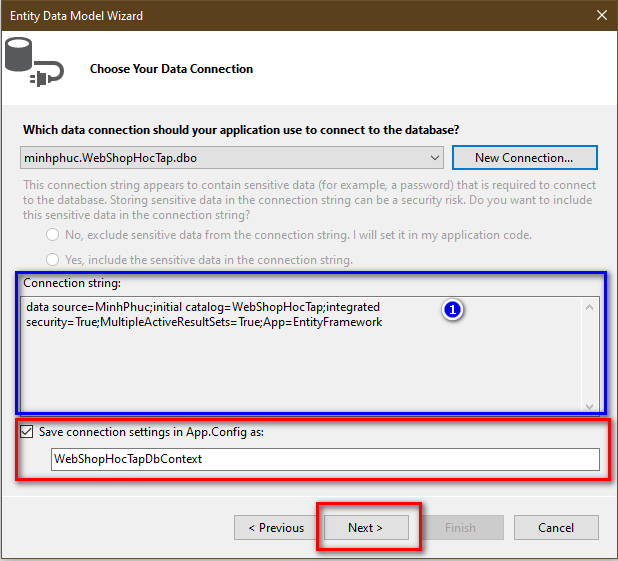 Entity Data Model Wizard
Choose Your Data Connection
Which data connection should your application use to connect to the database?
minhphuc.WebShopHocTap.dbo
New Connection...
This connection string appears to contain sensitive data (for example, a password) that is required to connect
to the database. Storing sensitive data in the connection string can be a security risk. Do you want to include
this sensitive data in the connection string?
No, exclude sensitive data from the connection string. I will set it in my application code.
Yes, include the sensitive data in the connection string.
Connection string:
data source=MinhPhuc;initial catalog=WebShopHocTap;integrated
security=True;MultipleActiveResultSets=True;App=EntityFramework
1
Save connection settings in App.Config as:
WebShopHocTapDbContext
< Previous
Next >
Finish
Cancel